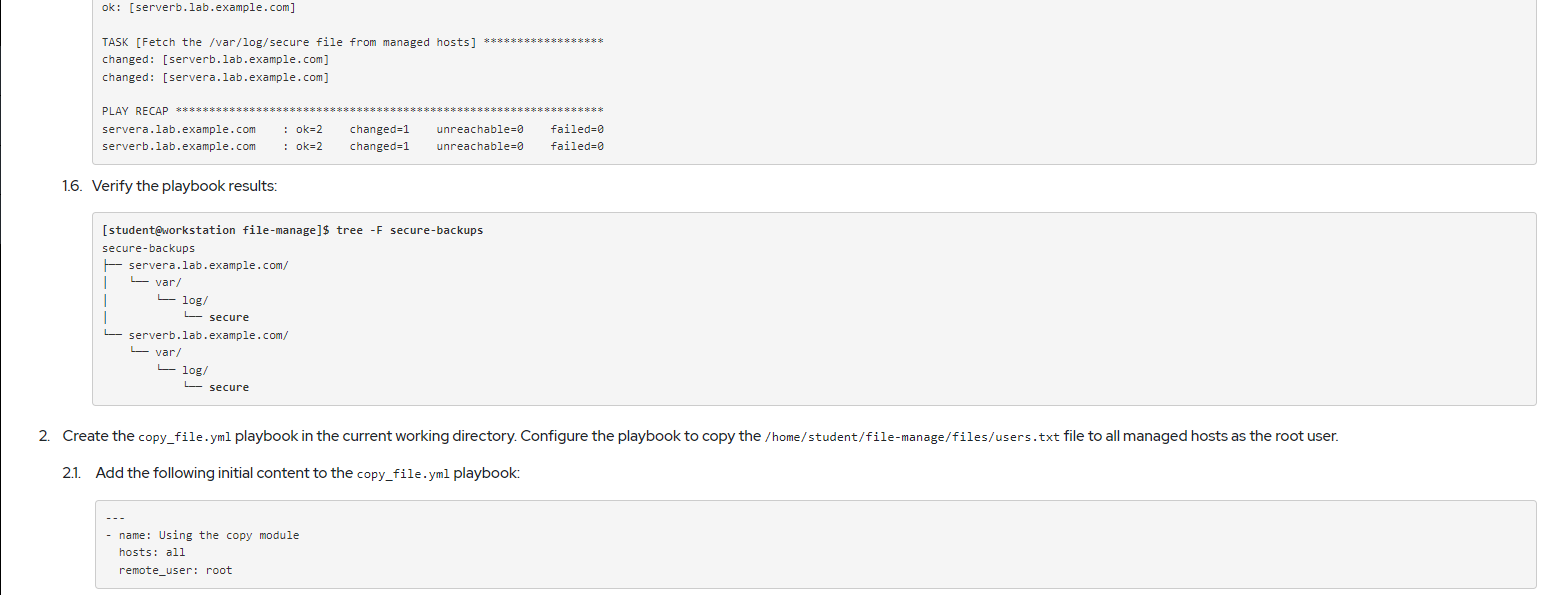 ok: [serverb.lab.example.com]
TASK [Fetch the /var/log/secure file from managed hosts] ******************
changed: [serverb.lab.example.com]
changed: [servera.lab.example.com]
PLAY RECAP ****************************************************************
servera.lab.example.com    : ok=2    changed=1    unreachable=0    failed=0
serverb.lab.example.com    : ok=2    changed=1    unreachable=0    failed=0
1.6. Verify the playbook results:
[student@workstation file-manage]$ tree -F secure-backups
secure-backups
├── servera.lab.example.com/
│   └── var/
│       └── log/
│           └── secure
└── serverb.lab.example.com/
    └── var/
        └── log/
            └── secure
2. Create the copy_file.yml playbook in the current working directory. Configure the playbook to copy the /home/student/file-manage/files/users.txt file to all managed hosts as the root user.
2.1. Add the following initial content to the copy_file.yml playbook:
---
- name: Using the copy module
  hosts: all
  remote_user: root